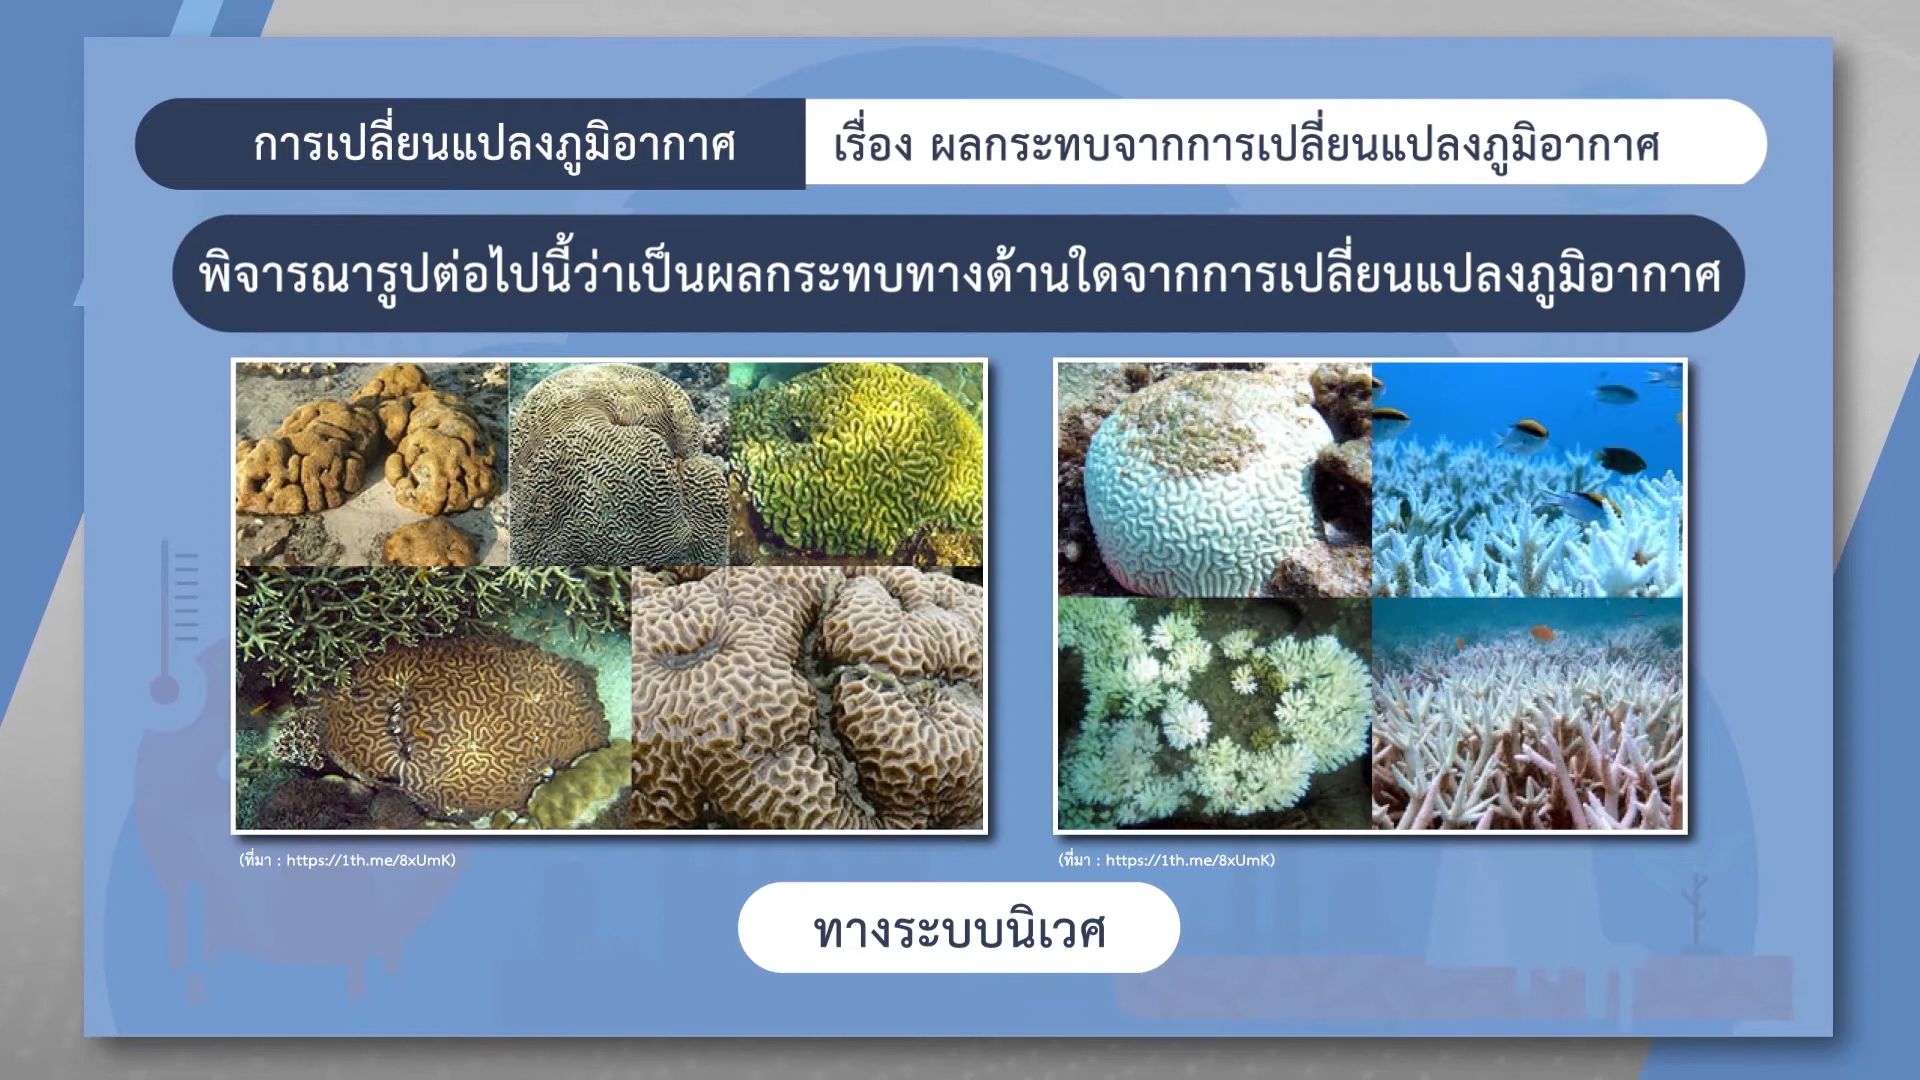 การเปลี่ยนแปลงภูมิอากาศ
เรื่อง ผลกระทบจากการเปลี่ยนแปลงภูมิอากาศ
พิจารณารูปต่อไปนี้ว่าเป็นผลกระทบทางด้านใดจากการเปลี่ยนแปลงภูมิอากาศ
(ที่มา : https://1th.me/8xUmK)
(ที่มา : https://1th.me/8xUmK)
ทางระบบนิเวศ